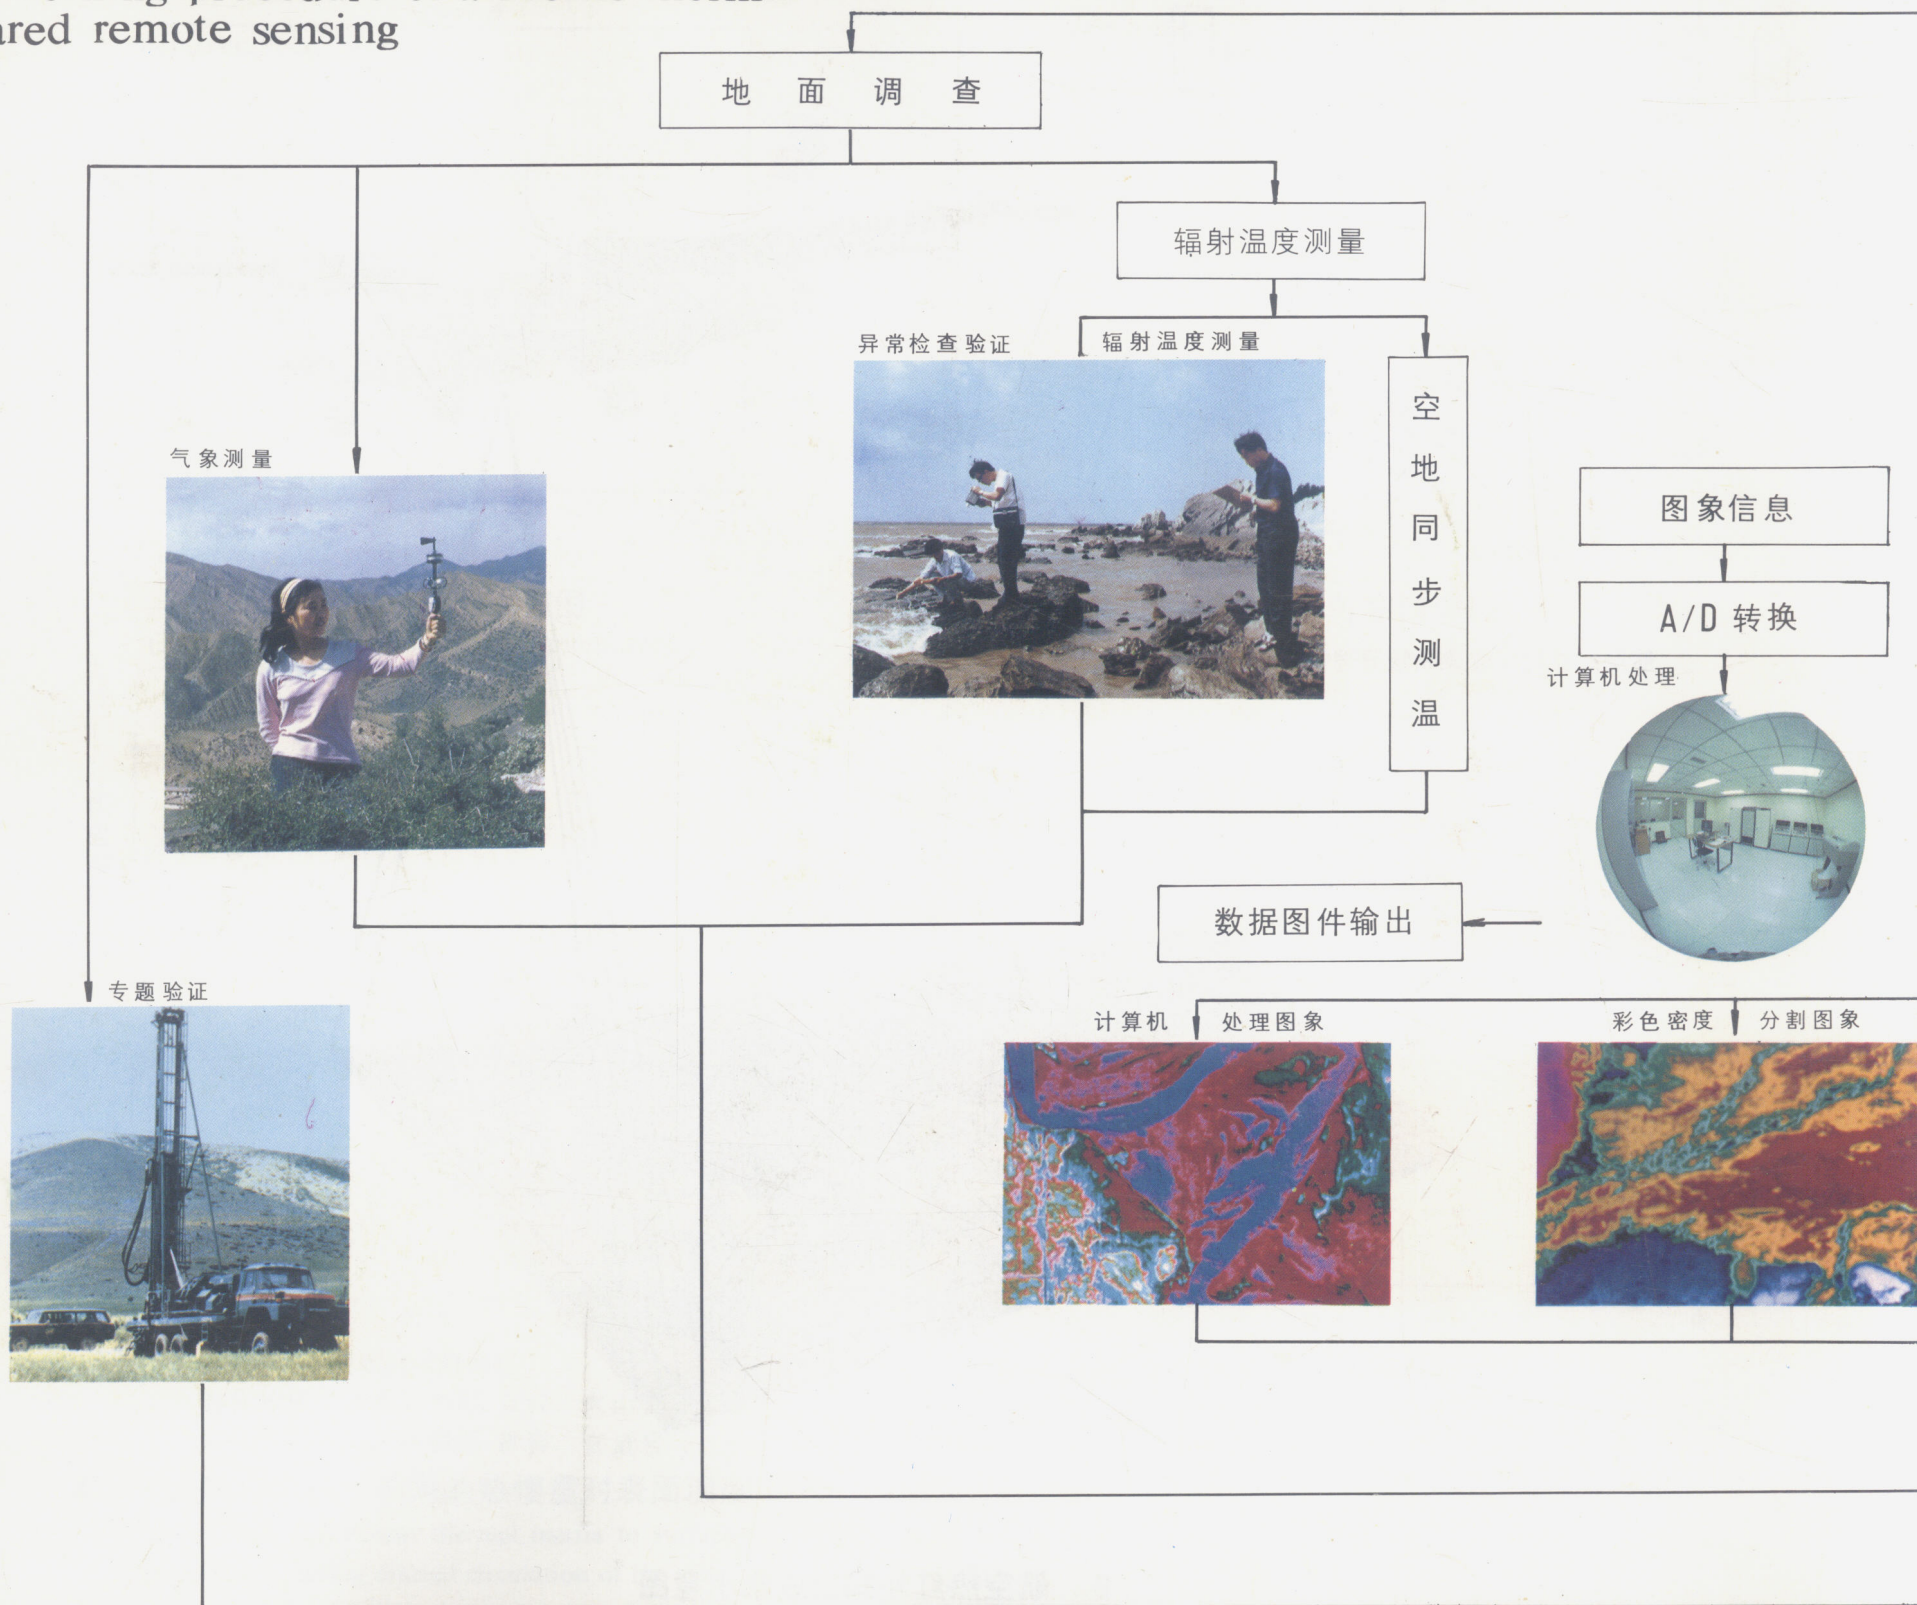 ared remote sensing
地面调查
辐射温度测量
异常检查验证 辐射温度测量
空地同步测温
气象测量
图象信息
A/D 转换
计算机处理
数据图件输出
专题验证
计算机 处理图象
彩色密度 分割图象